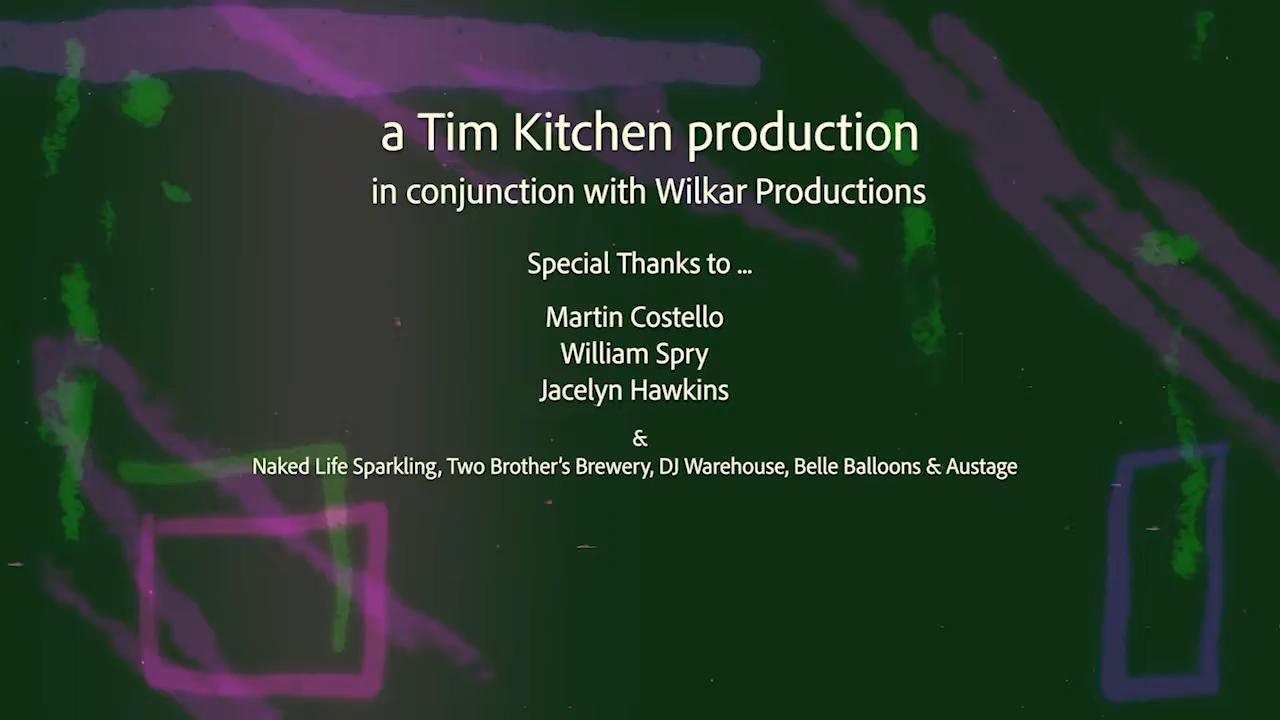 a Tim Kitchen production
in conjunction with Wilkar Productions
Special Thanks to ...
Martin Costello
William Spry
Jacelyn Hawkins
&
Naked Life Sparkling, Two Brother's Brewery, DJ Warehouse, Belle Balloons & Austage